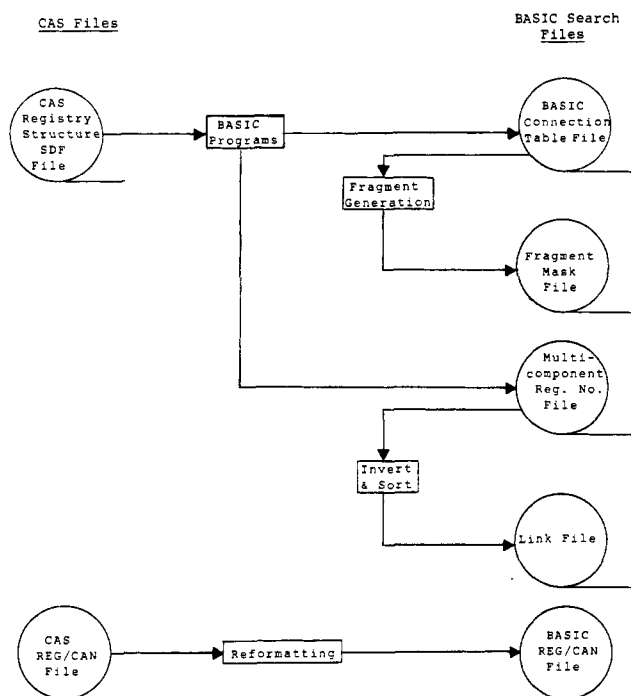 CAS Files
BASIC Search
Files
CAS
Registry
Structure
SDF
File
BASIC
Programs
BASIC
Connection
Table File
Fragment
Generation
Fragment
Mask
File
Multi-
component
Reg. No.
File
Invert
& Sort
Link File
CAS
REG/CAN
File
Reformatting
BASIC
REG/CAN
File